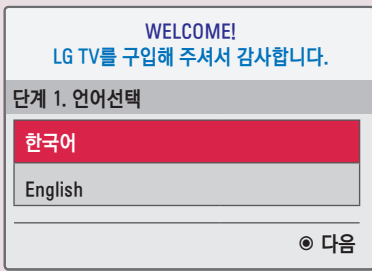 WELCOME!
LG TV를 구입해 주셔서 감사합니다.
단계 1. 언어선택
한국어
English
◉ 다음